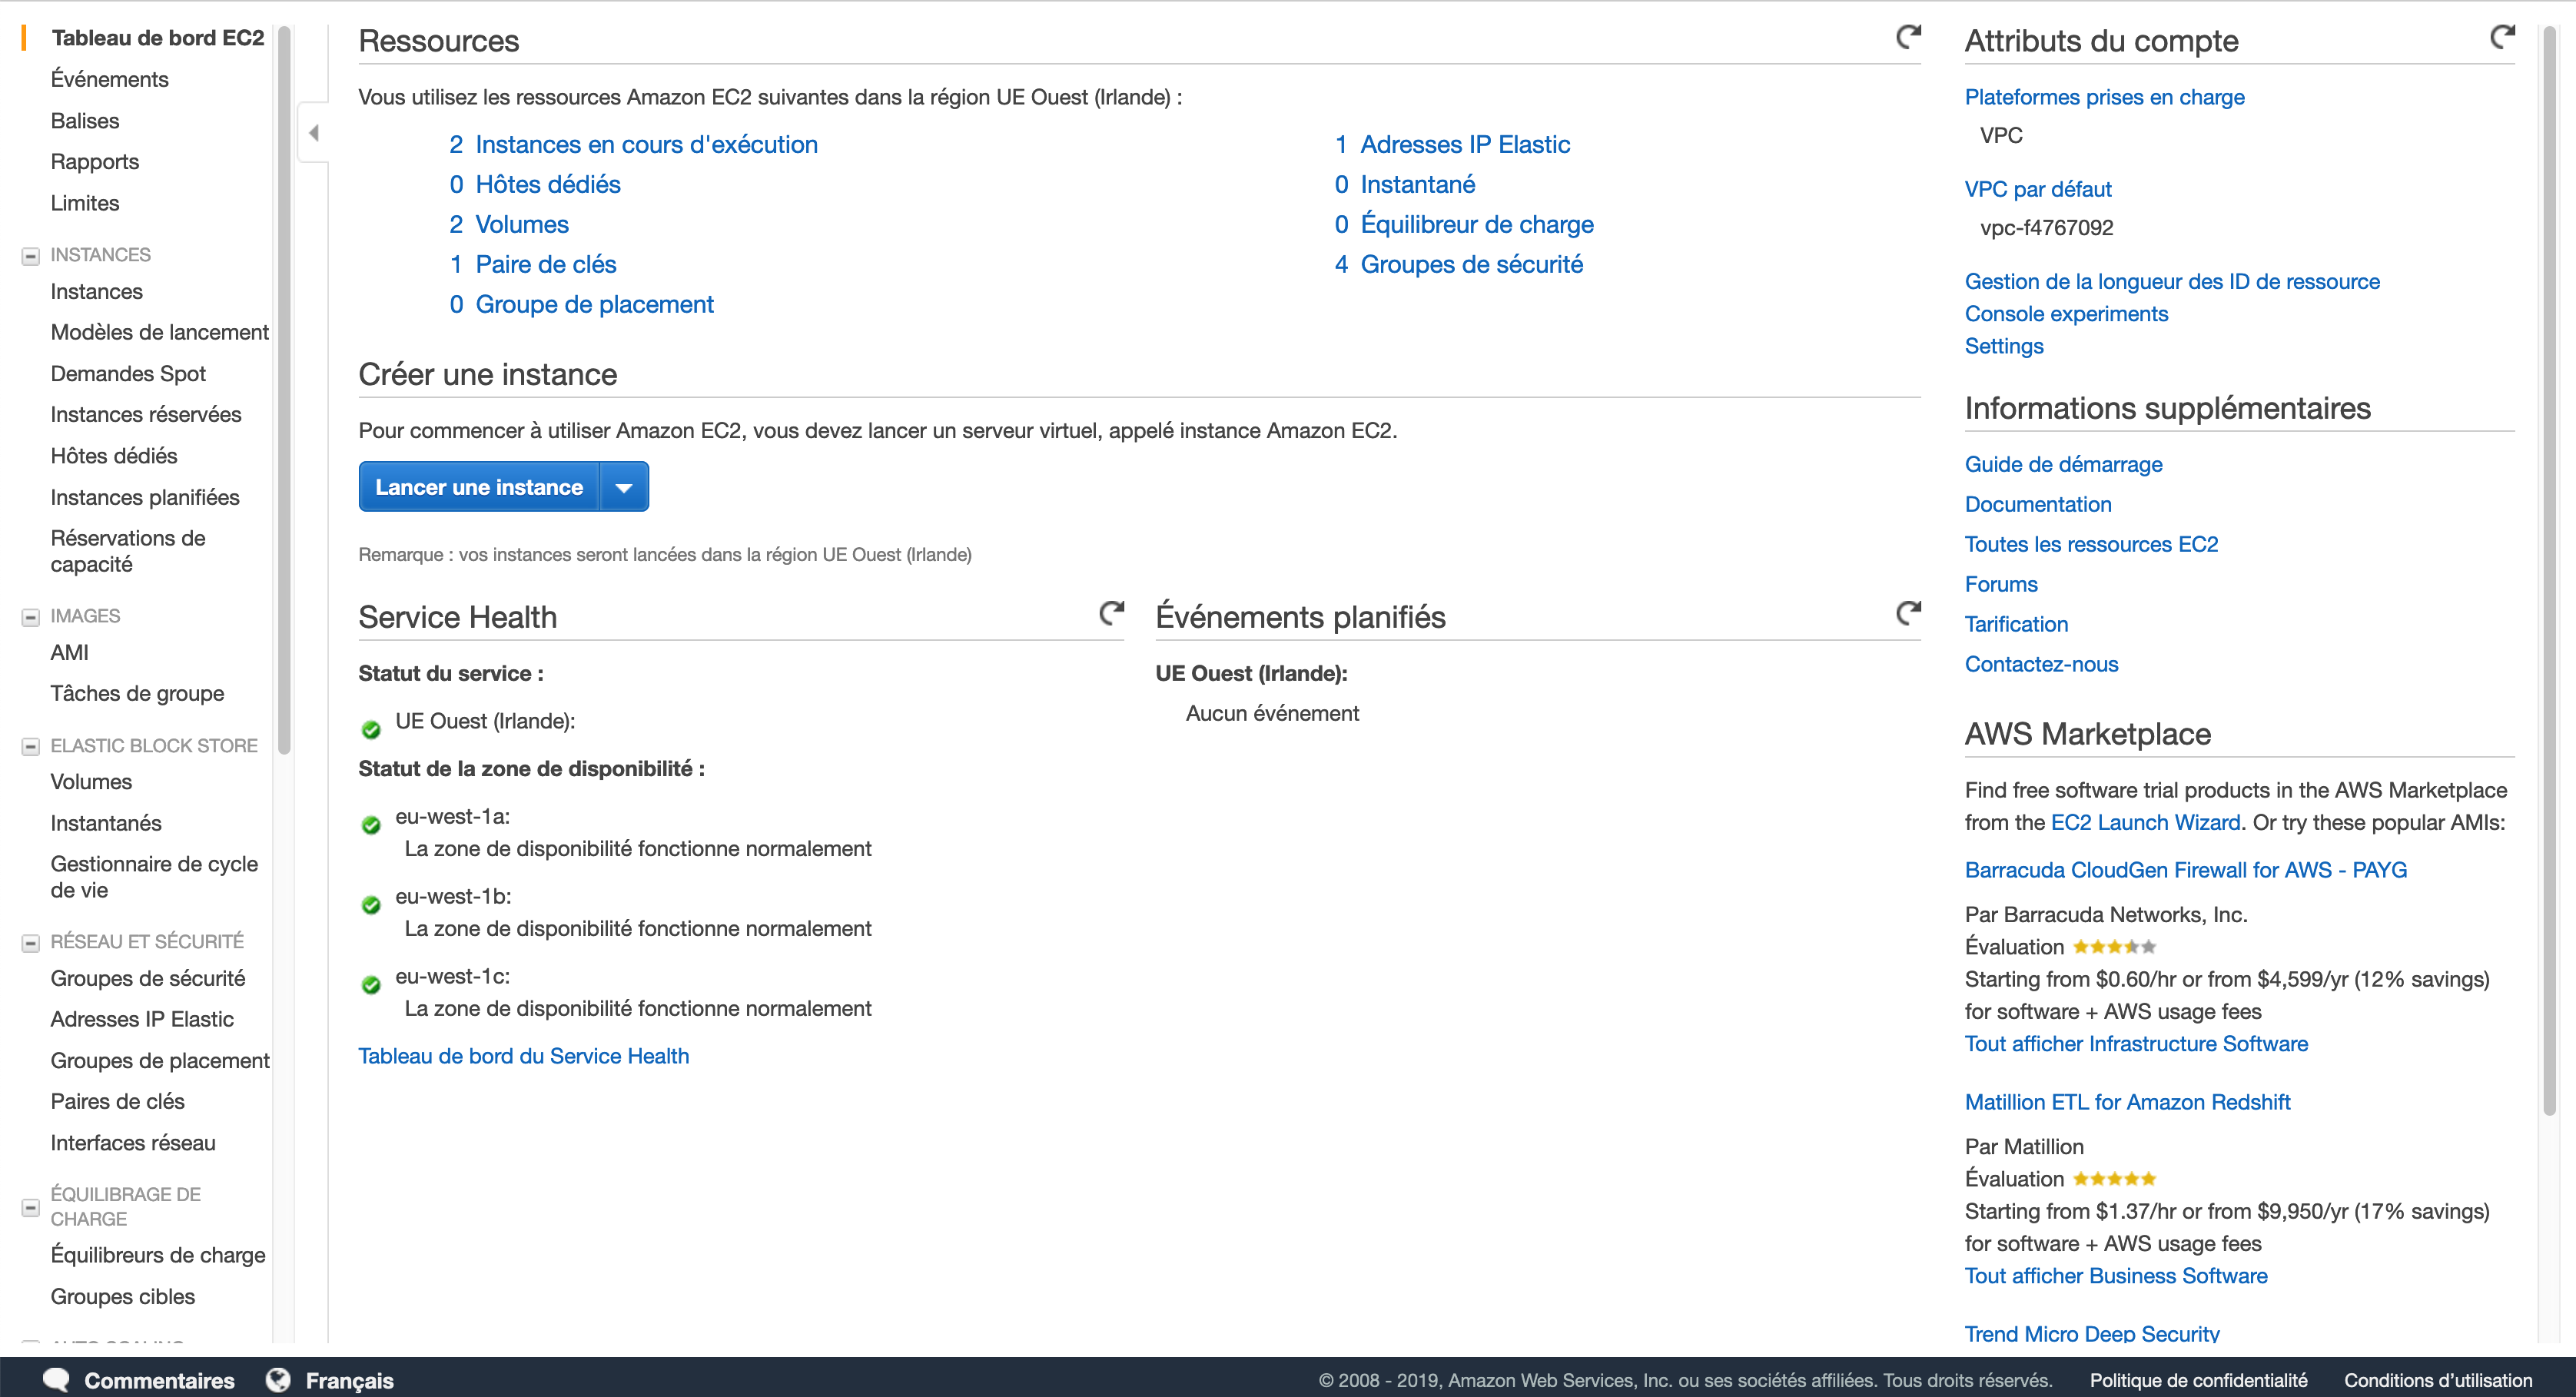 Tableau de bord EC2
Événements
Balises
Rapports
Limites
INSTANCES
Instances
Modèles de lancement
Demandes Spot
Instances réservées
Hôtes dédiés
Instances planifiées
Réservations de
capacité
IMAGES
AMI
Tâches de groupe
ELASTIC BLOCK STORE
Volumes
Instantanés
Gestionnaire de cycle
de vie
RÉSEAU ET SÉCURITÉ
Groupes de sécurité
Adresses IP Elastic
Groupes de placement
Paires de clés
Interfaces réseau
ÉQUILIBRAGE DE
CHARGE
Équilibreurs de charge
Groupes cibles
Ressources
Vous utilisez les ressources Amazon EC2 suivantes dans la région UE Ouest (Irlande) :
2 Instances en cours d'exécution
0 Hôtes dédiés
2 Volumes
1 Paire de clés
0 Groupe de placement
1 Adresses IP Elastic
0 Instantané
0 Équilibreur de charge
4 Groupes de sécurité
Créer une instance
Pour commencer à utiliser Amazon EC2, vous devez lancer un serveur virtuel, appelé instance Amazon EC2.
Lancer une instance
Remarque : vos instances seront lancées dans la région UE Ouest (Irlande)
Service Health
Statut du service :
UE Ouest (Irlande):
Statut de la zone de disponibilité :
eu-west-1a:
La zone de disponibilité fonctionne normalement
eu-west-1b:
La zone de disponibilité fonctionne normalement
eu-west-1c:
La zone de disponibilité fonctionne normalement
Tableau de bord du Service Health
Événements planifiés
UE Ouest (Irlande):
Aucun événement
Attributs du compte
Plateformes prises en charge
VPC
VPC par défaut
vpc-f4767092
Gestion de la longueur des ID de ressource
Console experiments
Settings
Informations supplémentaires
Guide de démarrage
Documentation
Toutes les ressources EC2
Forums
Tarification
Contactez-nous
AWS Marketplace
Find free software trial products in the AWS Marketplace
from the EC2 Launch Wizard. Or try these popular AMIs:
Barracuda CloudGen Firewall for AWS - PAYG
Par Barracuda Networks, Inc.
Évaluation
Starting from $0.60/hr or from $4,599/yr (12% savings)
for software + AWS usage fees
Tout afficher Infrastructure Software
Matillion ETL for Amazon Redshift
Par Matillion
Évaluation
Starting from $1.37/hr or from $9,950/yr (17% savings)
for software + AWS usage fees
Tout afficher Business Software
Trend Micro Deep Security
Commentaires
Français
© 2008 - 2019, Amazon Web Services, Inc. ou ses sociétés affiliées. Tous droits réservés.
Politique de confidentialité
Conditions d’utilisation